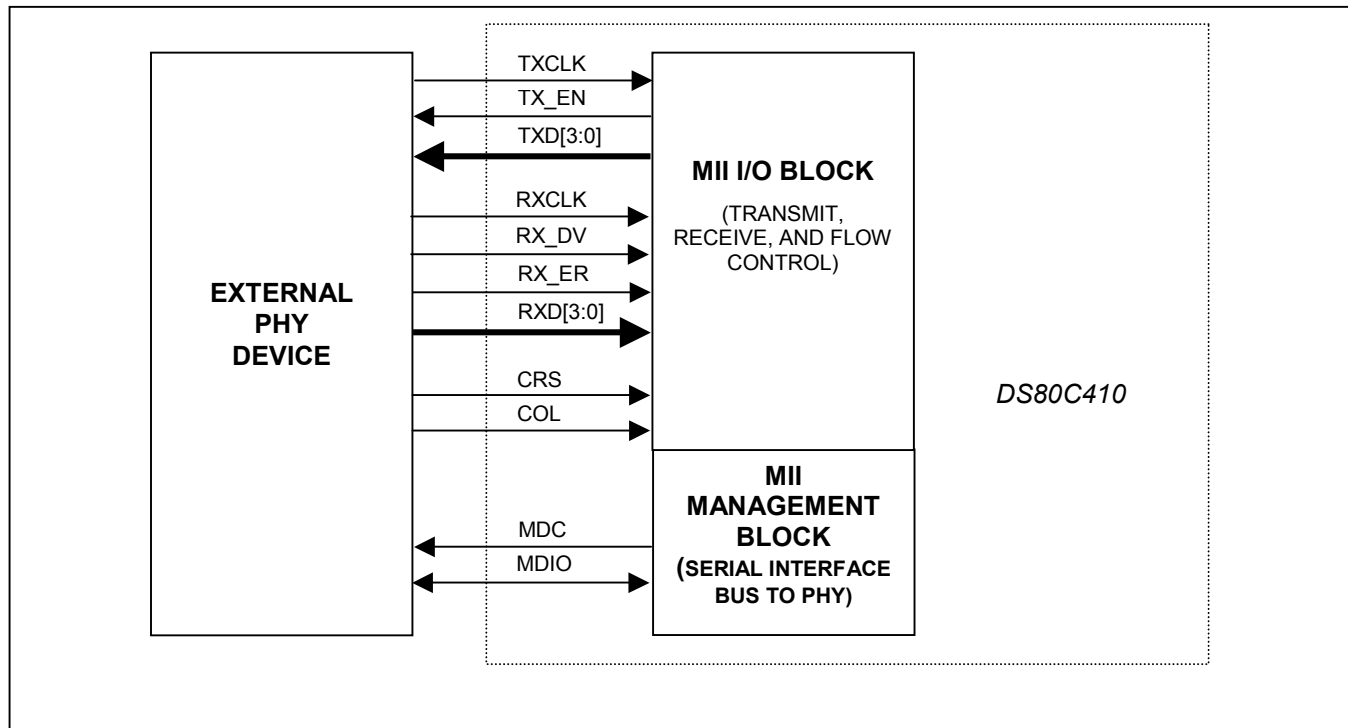 EXTERNAL
PHY
DEVICE
TXCLK
TX_EN
TXD[3:0]
RXCLK
RX_DV
RX_ER
RXD[3:0]
CRS
COL
MDC
MDIO
MII I/O BLOCK
(TRANSMIT,
RECEIVE, AND FLOW
CONTROL)
MII
MANAGEMENT
BLOCK
(SERIAL INTERFACE
BUS TO PHY)
DS80C410